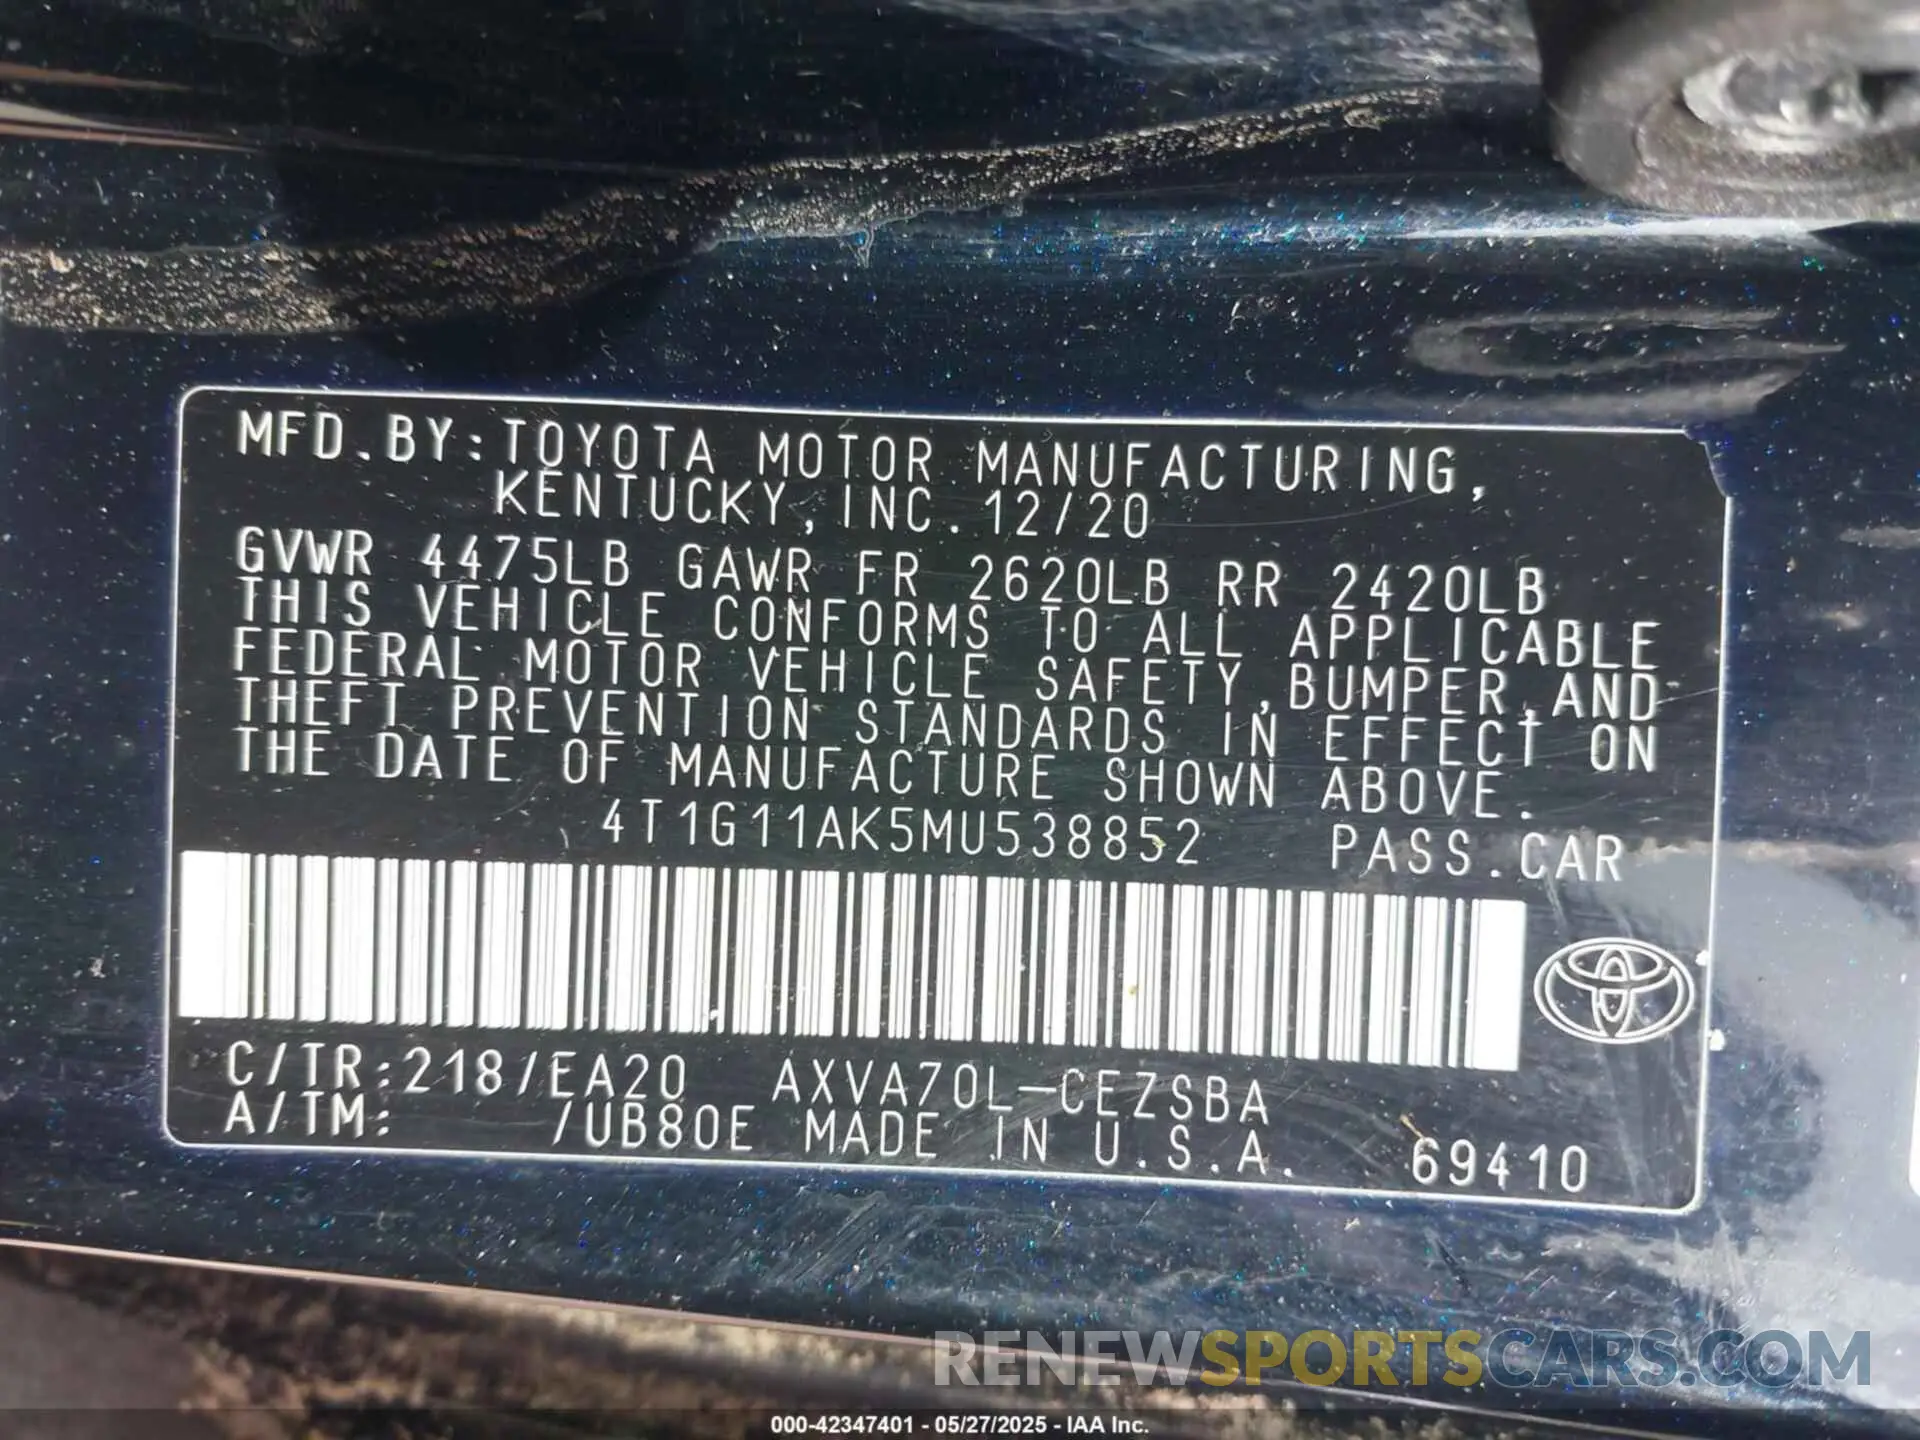 MFD.BY:TOYOTA MOTOR MANUFACTURING,
KENTUCKY,INC.12/20
GVWR 4475LB GAWR FR 2620LB RR 2420LB
THIS VEHICLE CONFORMS TO ALL APPLICABLE
FEDERAL MOTOR VEHICLE SAFETY,BUMPER,AND
THEFT PREVENTION STANDARDS IN EFFECT ON
THE DATE OF MANUFACTURE SHOWN ABOVE.
4T1G11AK5MU538852 PASS.CAR
C/TR:218/EA20 AXVA70L-CEZSBA
A/TM: /UB80E MADE IN U.S.A. 69410
RENEWSPORTSCARS.COM
000-42347401 - 05/27/2025 - IAA Inc.